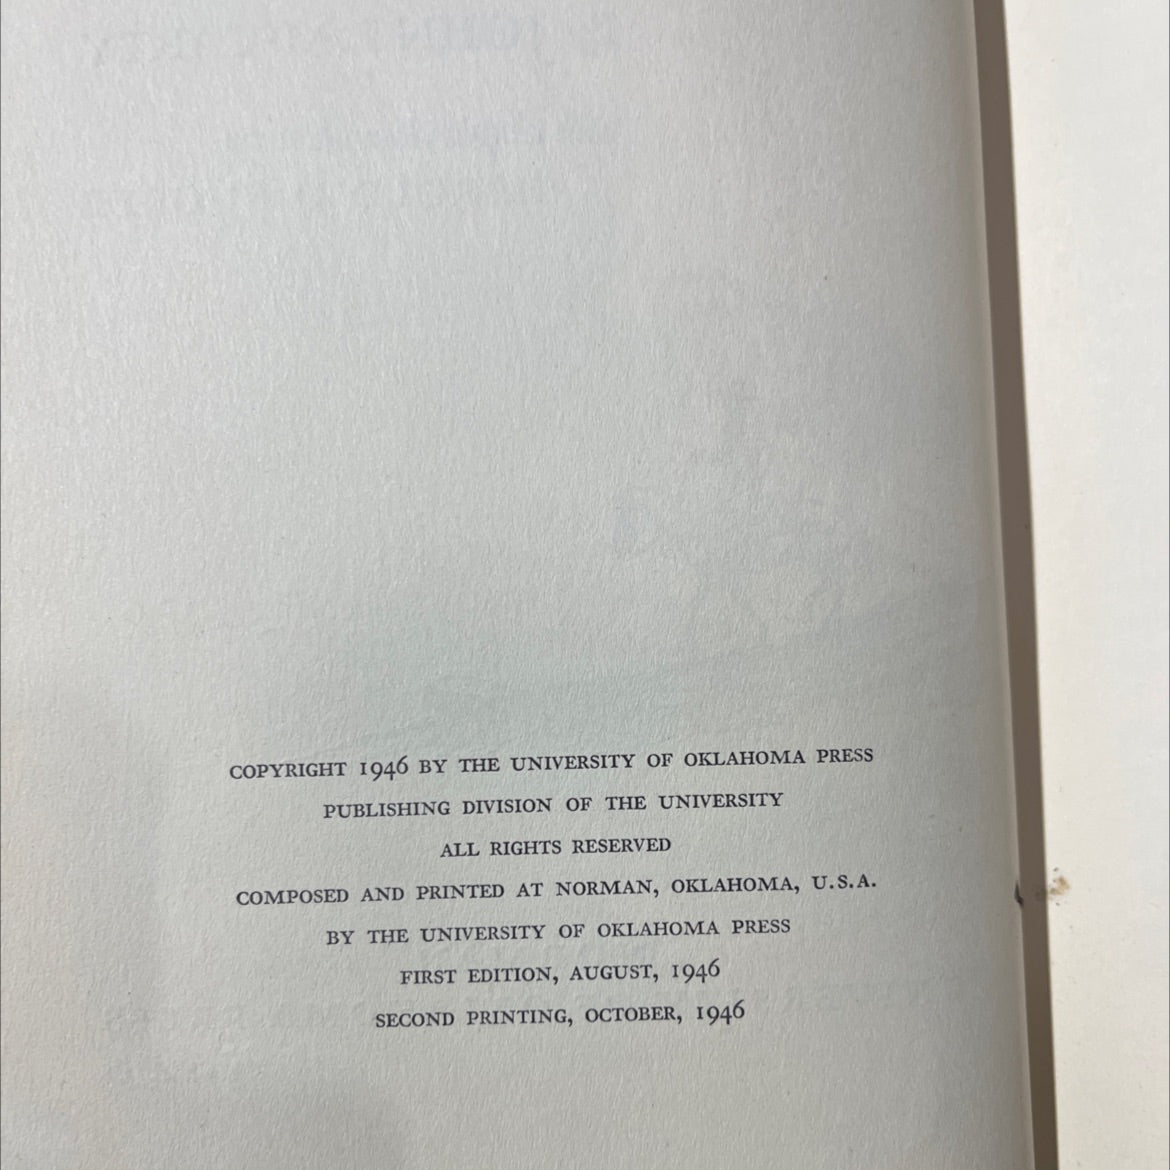 COPYRIGHT 1946 BY THE UNIVERSITY OF OKLAHOMA PRESS
PUBLISHING DIVISION OF THE UNIVERSITY
ALL RIGHTS RESERVED
COMPOSED AND PRINTED AT NORMAN, OKLAHOMA, U.S.A.
BY THE UNIVERSITY OF OKLAHOMA PRESS
FIRST EDITION, AUGUST, 1946
SECOND PRINTING, OCTOBER, 1946